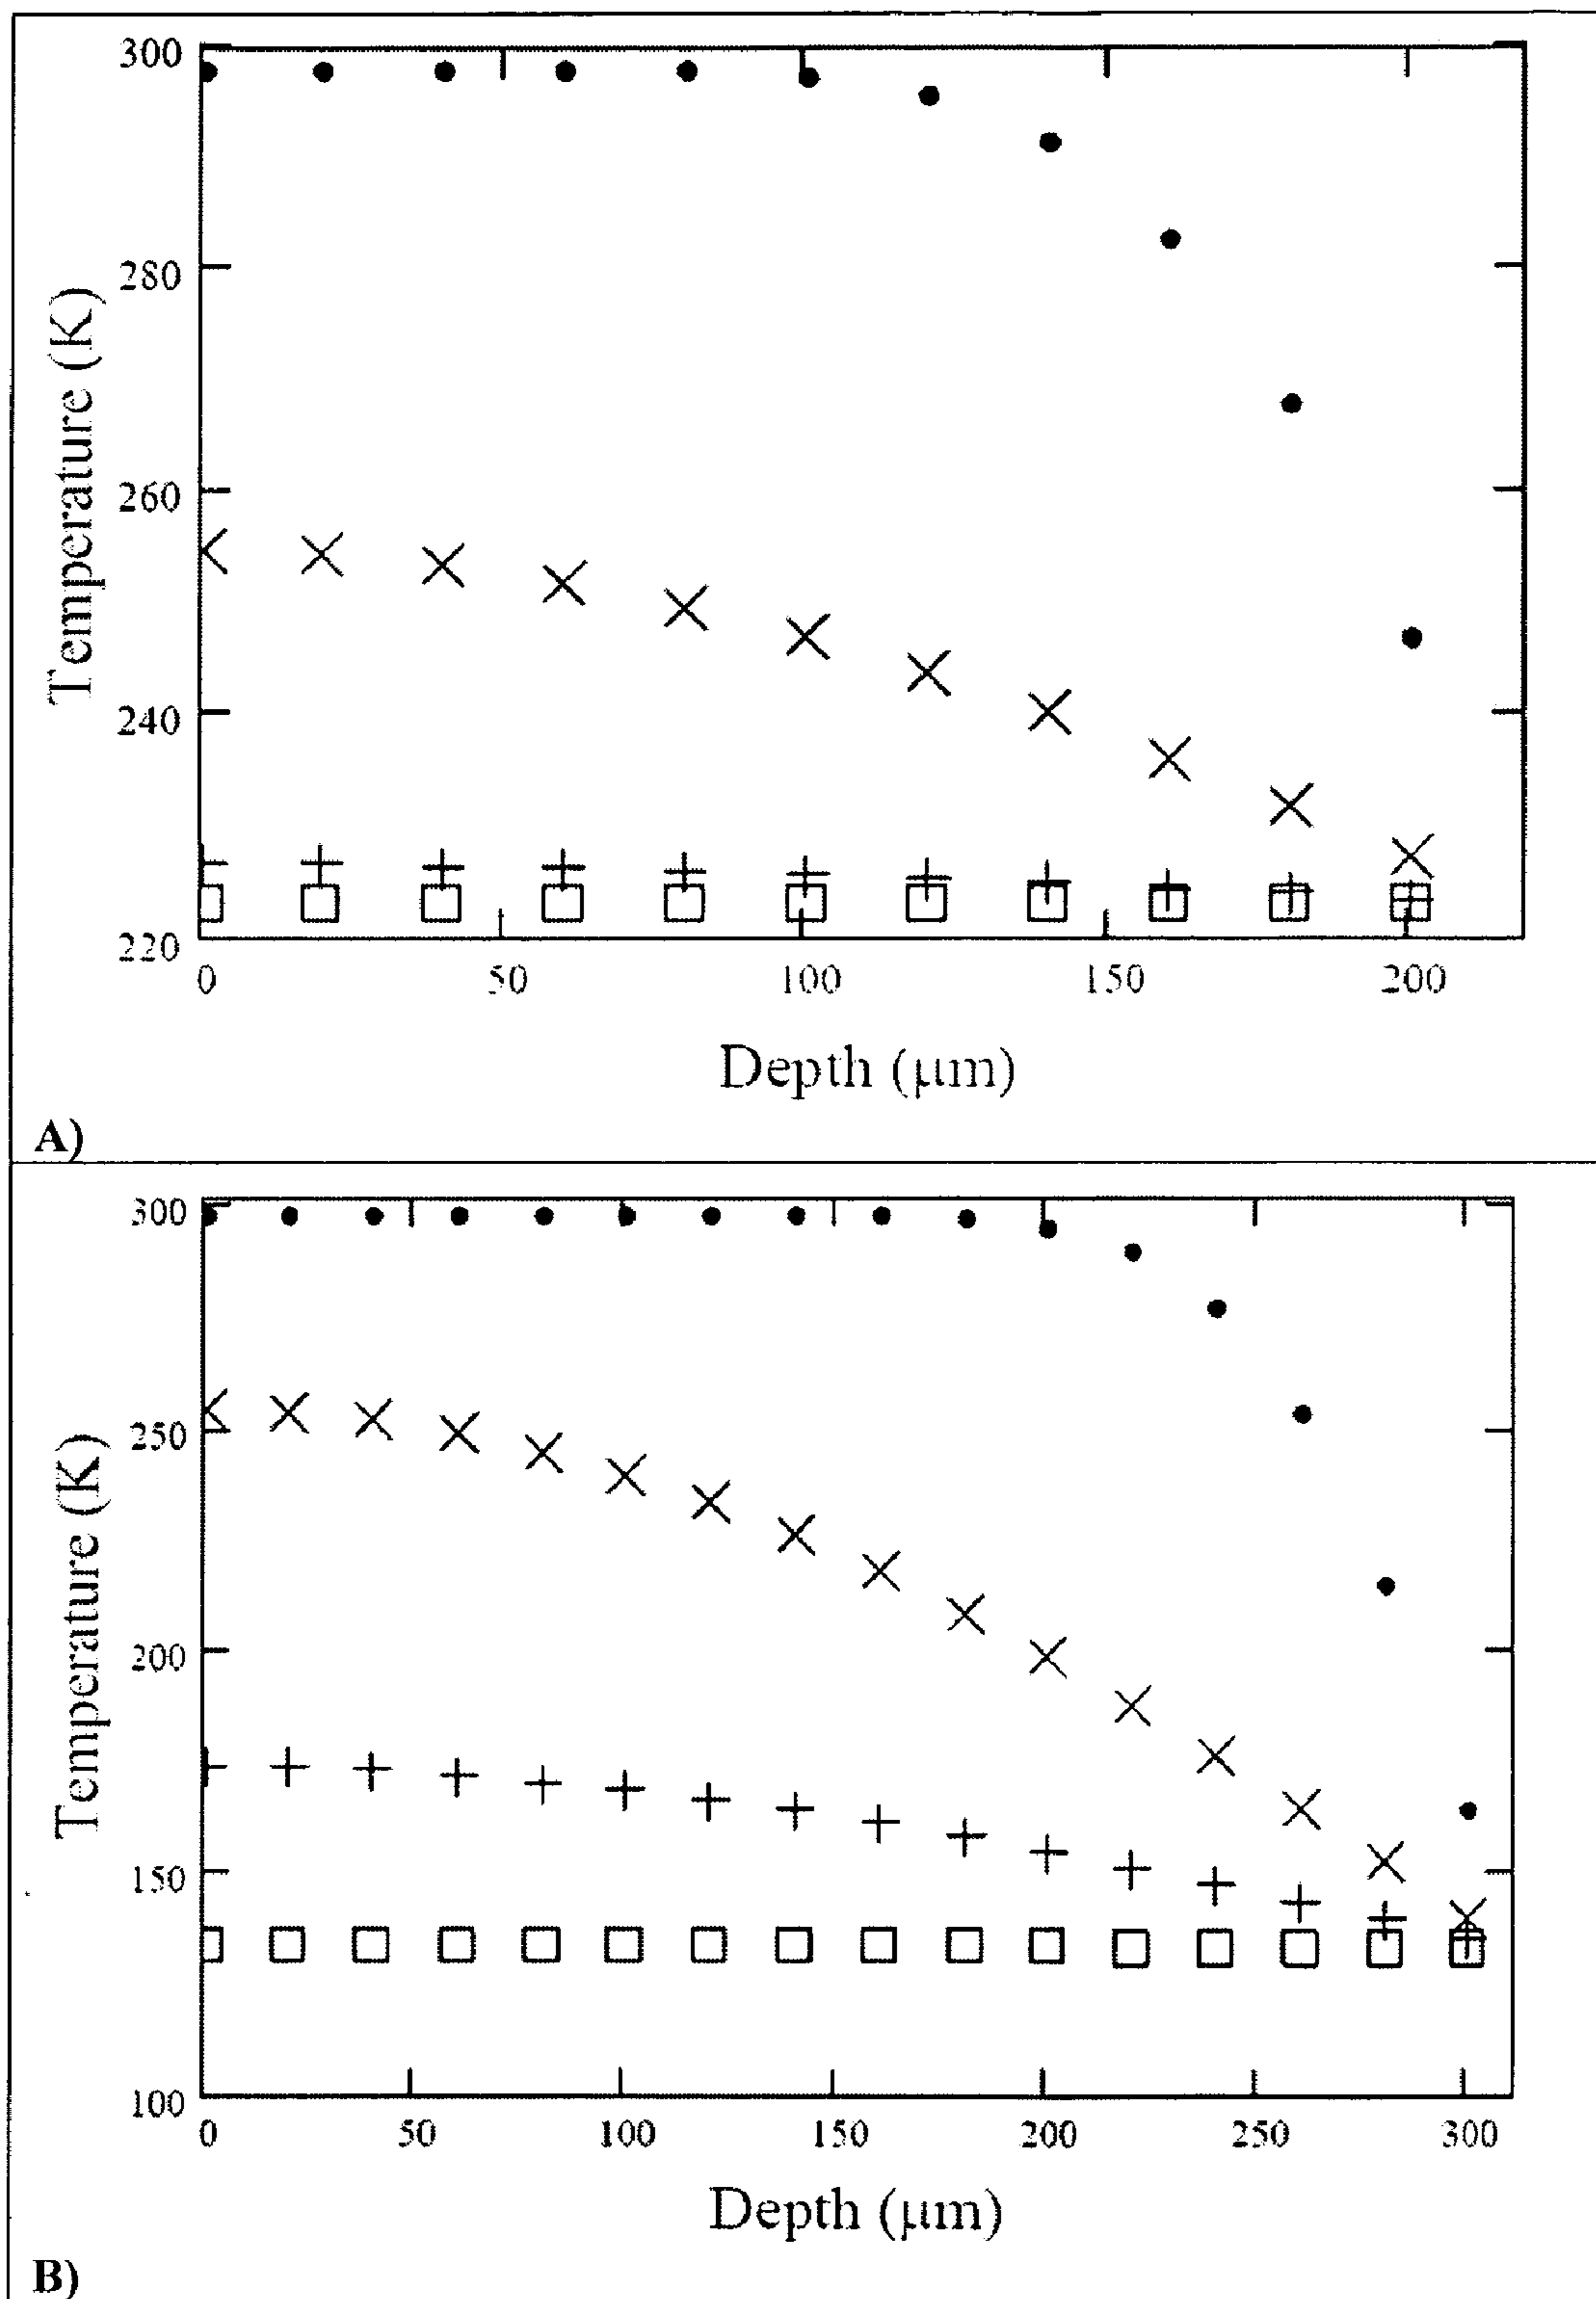 300
280
260
240
220
Temperature (K)
0 50 100 150 200
Depth (μm)
A)
300
250
200
150
100
Temperature (K)
0 50 100 150 200 250 300
Depth (μm)
B)